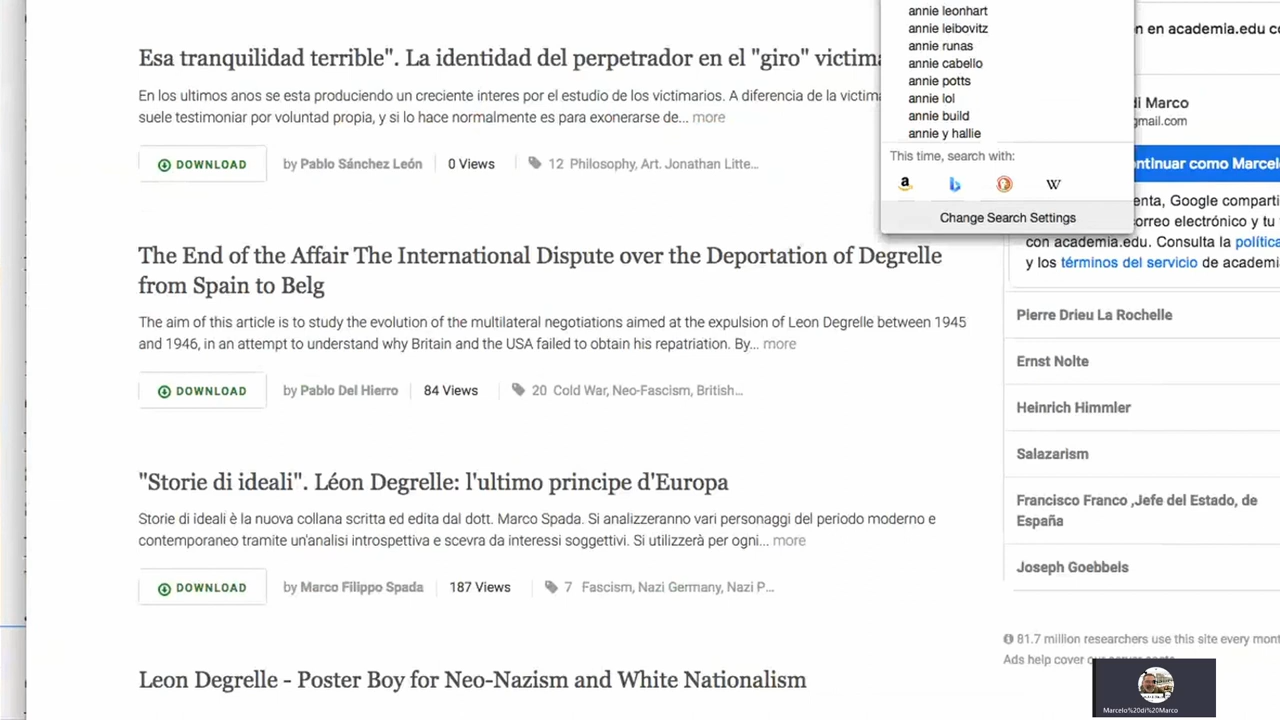 Esa tranquilidad terrible". La identidad del perpetrador en el "giro"
En los ultimos anos se esta produciendo un creciente interes por el estudio de los victimarios. A diferencia de la
suele testimoniar por voluntad propia, y si lo hace normalmente es para exonerarse de... more
DOWNLOAD
by Pablo Sánchez León
0 Views
12 Philosophy, Art. Jonathan Litte...
The End of the Affair The International Dispute over the Deportation of Degrelle
from Spain to Belg
The aim of this article is to study the evolution of the multilateral negotiations aimed at the expulsion of Leon Degrelle between 1945
and 1946, in an attempt to understand why Britain and the USA failed to obtain his repatriation. By... more
DOWNLOAD
by Pablo Del Hierro
84 Views
20 Cold War, Neo-Fascism, British...
"Storie di ideali". Léon Degrelle: l'ultimo principe d'Europa
Storie di ideali è la nuova collana scritta ed edita dal dott. Marco Spada. Si analizzeranno vari personaggi del periodo moderno e
contemporaneo tramite un'analisi introspettiva e scevra da interessi soggettivi. Si utilizzerà per ogni... more
DOWNLOAD
by Marco Filippo Spada
187 Views
7 Fascism, Nazi Germany, Nazi P...
Leon Degrelle - Poster Boy for Neo-Nazism and White Nationalism
annie leonhart
annie leibovitz
annie runas
annie cabello
annie potts
annie lol
annie build
annie y hallie
This time, search with:
Change Search Settings
en academia.edu
di Marco
gmail.com
como Marcel
Google
correo electrónico y tu
con academia.edu. Consulta la
y los términos del servicio de
Pierre Drieu La Rochelle
Ernst Nolte
Heinrich Himmler
Salazarism
Francisco Franco ,Jefe del Estado, de
España
Joseph Goebbels
81.7 million researchers use this site every
Ads help cover our server costs
Marcelo%20di%20Marco